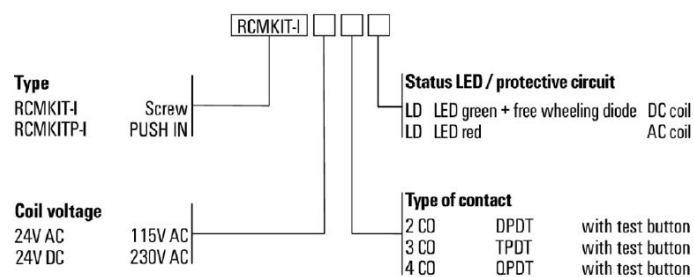 RCMKIT-I
Type
RCMKIT-I Screw
RCMKITP-I PUSH IN
Status LED / protective circuit
LD LED green + free wheeling diode DC coil
LD LED red AC coil
Coil voltage
24V AC 115V AC
24V DC 230V AC
Type of contact
2 CO DPDT with test button
3 CO TPDT with test button
4 CO QPDT with test button